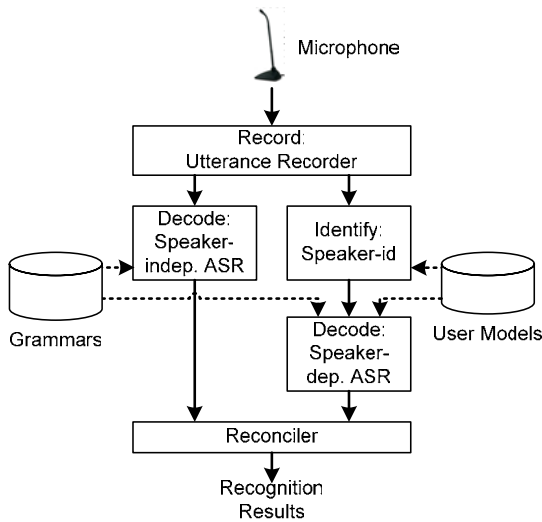 Microphone
Record:
Utterance Recorder
Decode:
Speaker-
indep. ASR
Identify:
Speaker-id
Grammars
User Models
Decode:
Speaker-
dep. ASR
Reconciler
Recognition
Results